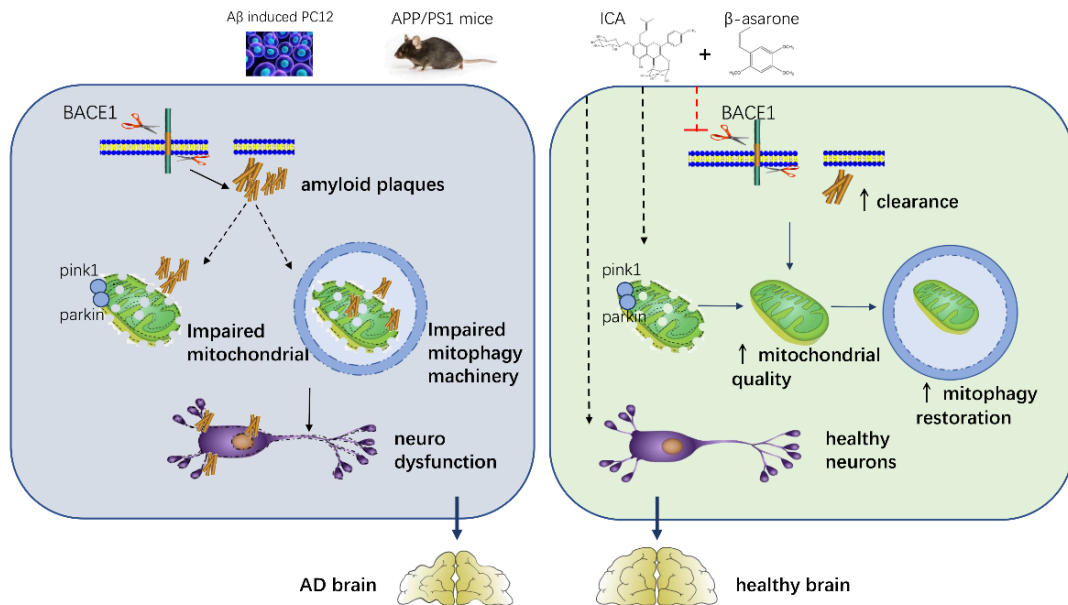 Aβ induced PC12
APP/PS1 mice
ICA
β-asarone
+
BACE1
amyloid plaques
pink1
parkin
Impaired
mitochondrial
Impaired
mitophagy
machinery
neuro
dysfunction
AD brain
BACE1
↑ clearance
pink1
parkin
↑ mitochondrial
quality
↑ mitophagy
restoration
healthy
neurons
healthy brain